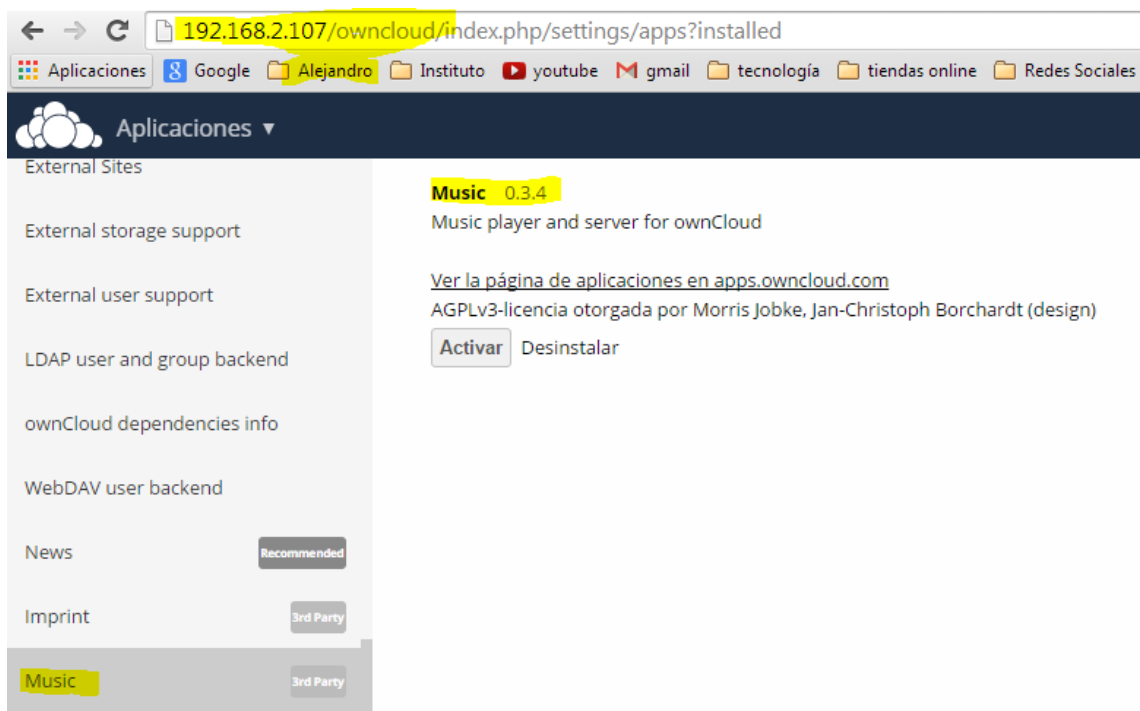 192.168.2.107/owncloud/index.php/settings/apps?installed
Aplicaciones Google Alejandro Instituto youtube gmail tecnología tiendas online Redes Sociales
Aplicaciones ▼
External Sites
External storage support
External user support
LDAP user and group backend
ownCloud dependencies info
WebDAV user backend
News Recommended
Imprint 3rd Party
Music 3rd Party
Music 0.3.4
Music player and server for ownCloud
Ver la página de aplicaciones en apps.owncloud.com
AGPLv3-licencia otorgada por Morris Jobke, Jan-Christoph Borchardt (design)
Activar Desinstalar